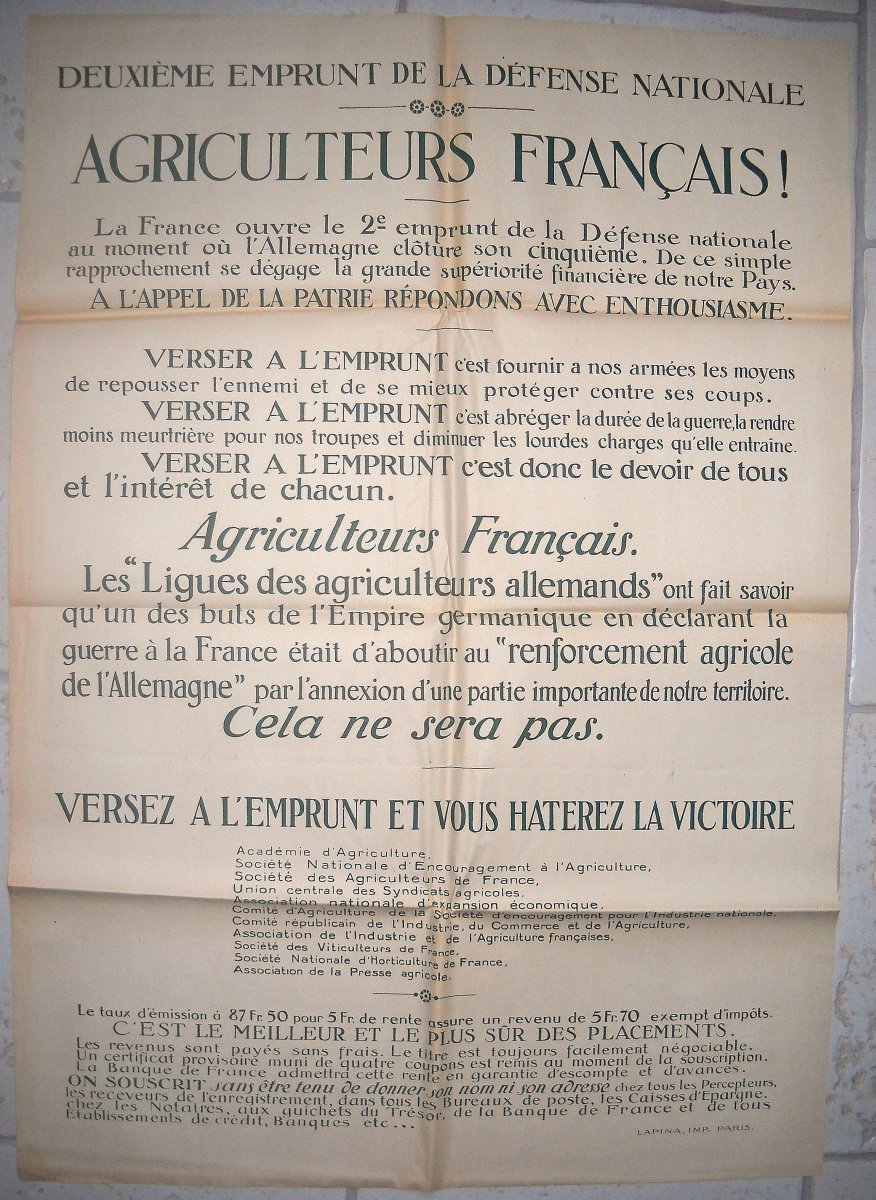 DEUXIÈME EMPRUNT DE LA DÉFENSE NATIONALE
AGRICULTEURS FRANÇAIS!
La France ouvre le 2e emprunt de la Défense nationale
au moment où l'Allemagne clôture son cinquième. De ce simple
rapprochement se dégage la grande supériorité financière de notre Pays.
A L'APPEL DE LA PATRIE RÉPONDONS AVEC ENTHOUSIASME.
VERSER A L'EMPRUNT c'est fournir a nos armées les moyens
de repousser l'ennemi et de se mieux protéger contre ses coups.
VERSER A L'EMPRUNT c'est abréger la durée de la guerre, la rendre
moins meurtrière pour nos troupes et diminuer les lourdes charges qu'elle entraine.
VERSER A L'EMPRUNT c'est donc le devoir de tous
et l'intérêt de chacun.
Agriculteurs Français.
Les "Ligues des agriculteurs allemands" ont fait savoir
qu'un des buts de l'Empire germanique en déclarant la
guerre à la France était d'aboutir au "renforcement agricole
de l'Allemagne" par l'annexion d'une partie importante de notre territoire.
Cela ne sera pas.
VERSEZ A L'EMPRUNT ET VOUS HATEREZ LA VICTOIRE
Académie d'Agriculture,
Société Nationale d'Encouragement à l'Agriculture,
Société des Agriculteurs de France,
Union centrale des Syndicats agricoles,
Association nationale d'expansion économique,
Comité d'Agriculture de la Société d'encouragement pour l'Industrie nationale,
Comité républicain de l'Industrie, du Commerce et de l'Agriculture,
Association de l'Industrie et de l'Agriculture françaises,
Société des Viticulteurs de France,
Société Nationale d'Horticulture de France,
Association de la Presse agricole.
Le taux d'émission à 87 Fr. 50 pour 5 Fr. de rente assure un revenu de 5 Fr. 70 exempt d'impôts.
C'EST LE MEILLEUR ET LE PLUS SÛR DES PLACEMENTS.
Les revenus sont payés sans frais. Le titre est toujours facilement négociable.
Un certificat provisoire muni de quatre coupons est remis au moment de la souscription.
La Banque de France admettra cette rente en garantie d'escompte et d'avances.
ON SOUSCRIT sans être tenu de donner son nom ni son adresse chez tous les Percepteurs,
les receveurs de l'enregistrement, dans tous les Bureaux de poste, les Caisses d'Epargne.
chez les Notaires, aux guichets du Trésor, de la Banque de France et de tous
Etablissements de crédit, Banques etc...
LAPINA, IMP. PARIS.